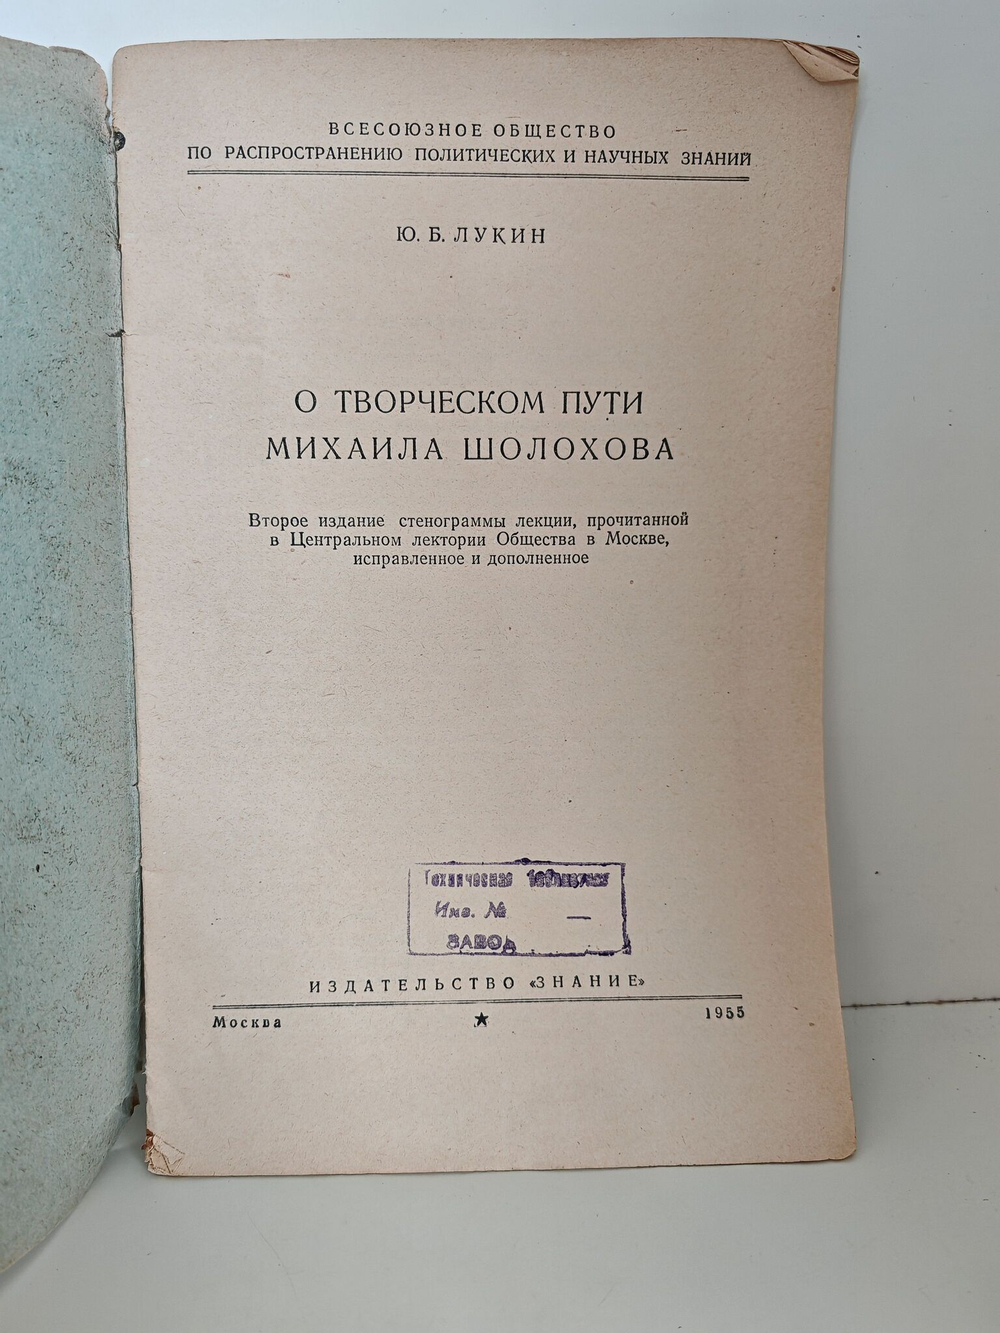 ВСЕСОЮЗНОЕ ОБЩЕСТВО
ПО РАСПРОСТРАНЕНИЮ ПОЛИТИЧЕСКИХ И НАУЧНЫХ ЗНАНИЙ
Ю. Б. ЛУКИН
О ТВОРЧЕСКОМ ПУТИ
МИХАИЛА ШОЛОХОВА
Второе издание стенограммы лекции, прочитанной
в Центральном лектории Общества в Москве,
исправленное и дополненное
Техническая
Инв. №
ЗАВОД
ИЗДАТЕЛЬСТВО «ЗНАНИЕ»
Москва ★ 1955